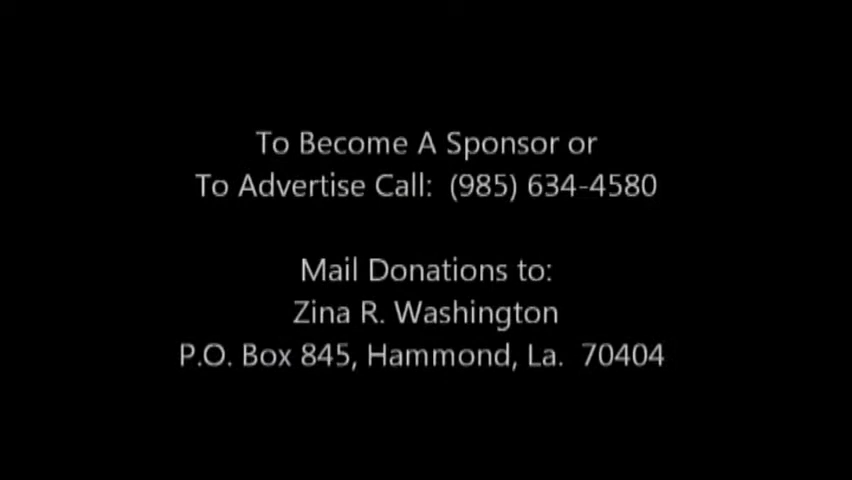 To Become A Sponsor or
To Advertise Call:  (985) 634-4580
Mail Donations to:
Zina R. Washington
P.O. Box 845, Hammond, La.  70404